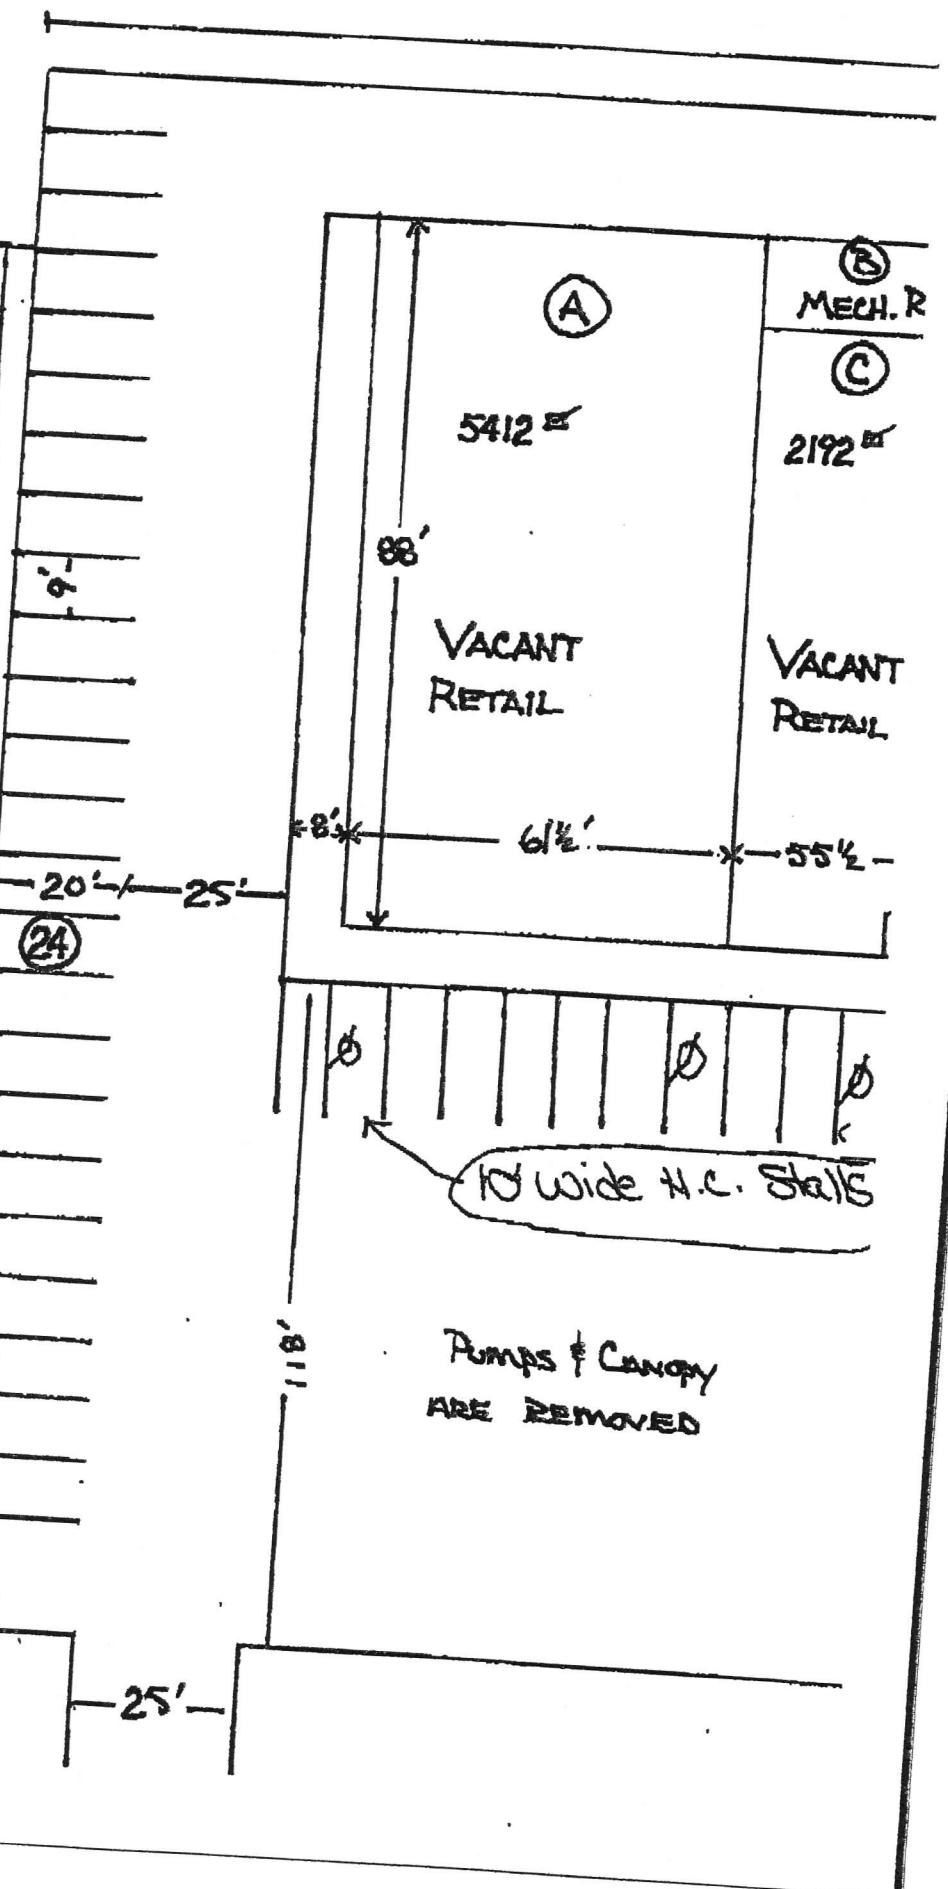 A
B
MECH. R
C
5412
2192
88'
9'
VACANT
RETAIL
VACANT
RETAIL
8'
61½'
55½
20'
25'
24
10' wide H.C. Stalls
118'
PUMPS & CANOPY
ARE REMOVED
25'